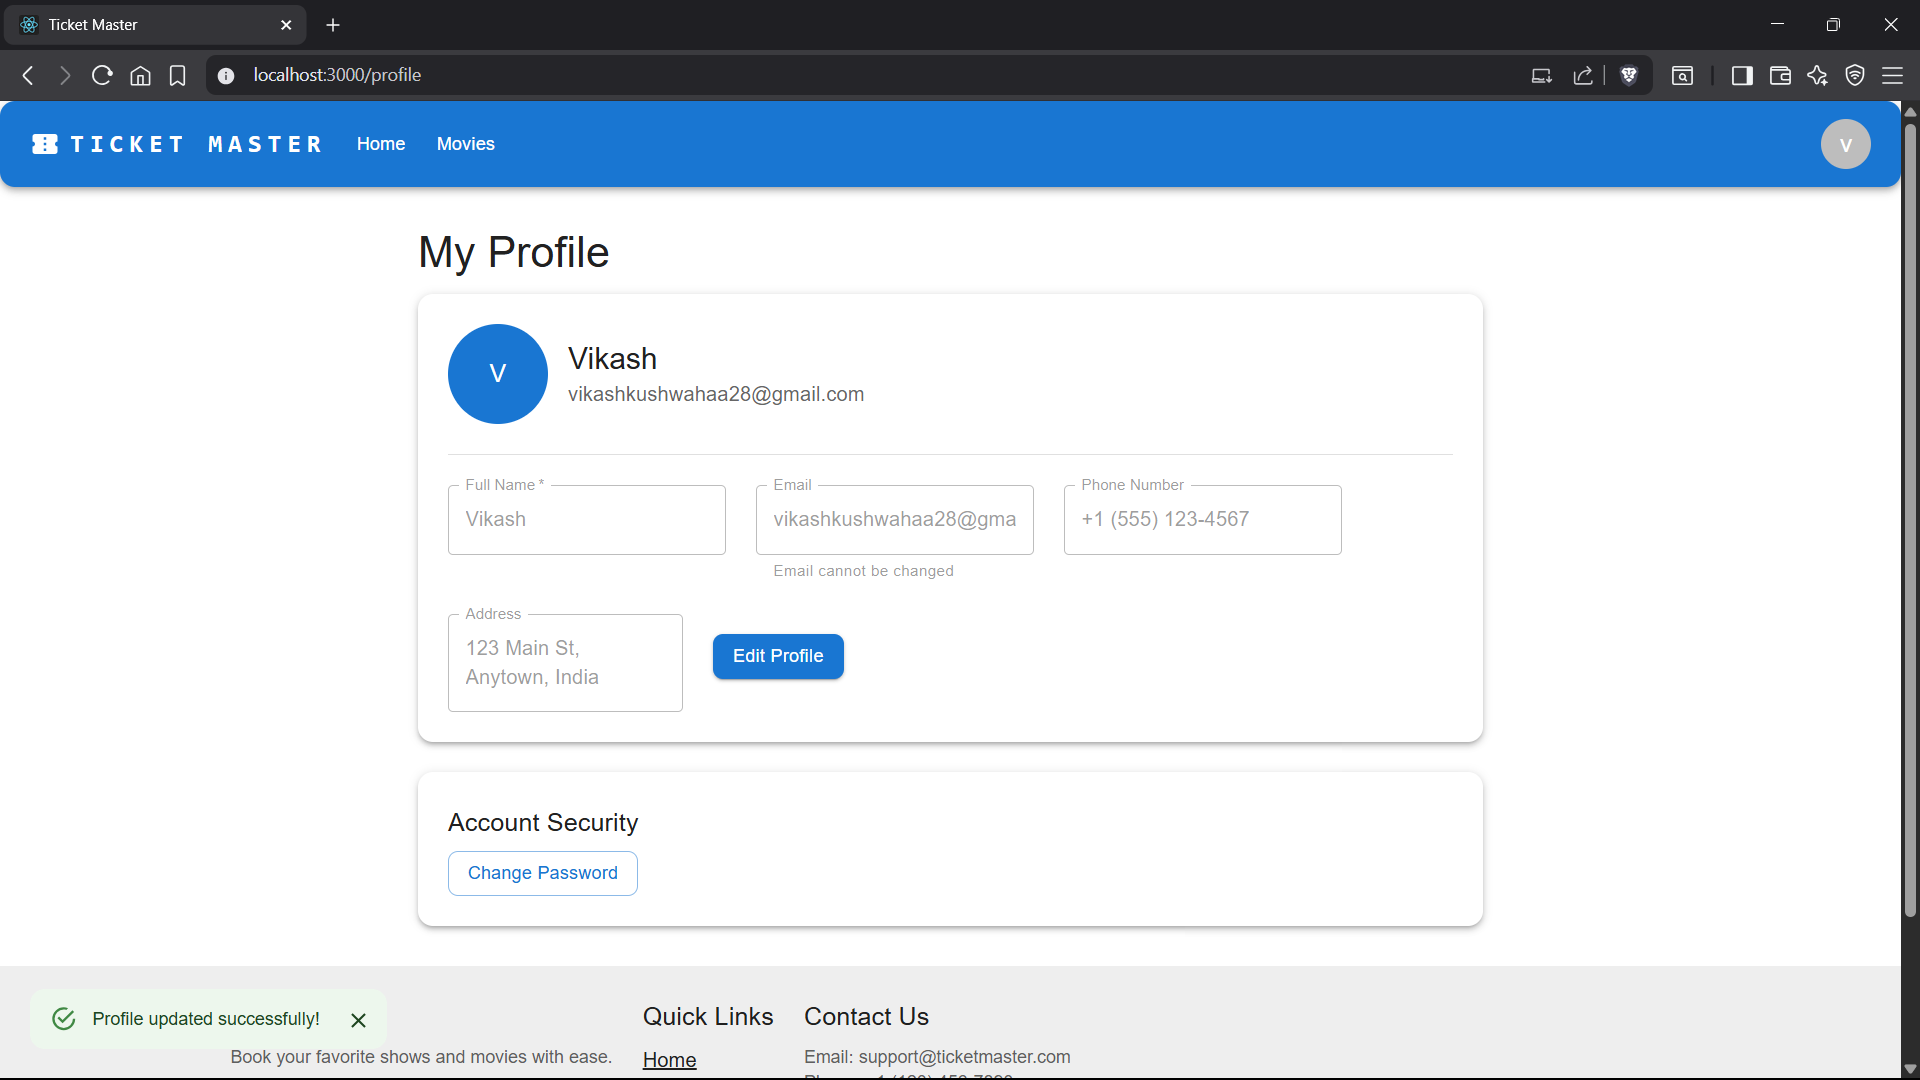 Ticket Master
localhost:3000/profile
TICKET MASTER
Home
Movies
V
My Profile
V
Vikash
vikashkushwahaa28@gmail.com
Full Name *
Vikash
Email
vikashkushwahaa28@gma
Email cannot be changed
Phone Number
+1 (555) 123-4567
Address
123 Main St,
Anytown, India
Edit Profile
Account Security
Change Password
Profile updated successfully!
Book your favorite shows and movies with ease.
Quick Links
Home
Contact Us
Email: support@ticketmaster.com